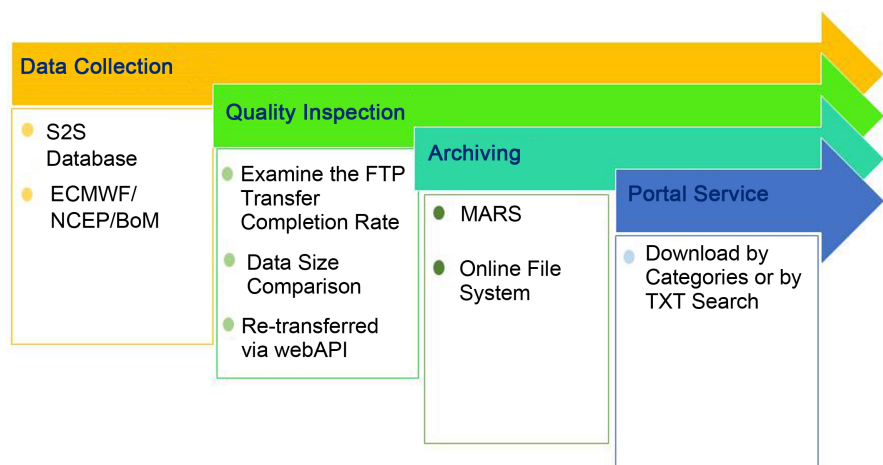 Data Collection
S2S
Database
ECMWF/
NCEP/BoM
Quality Inspection
Examine the FTP
Transfer
Completion Rate
Data Size
Comparison
Re-transferred
via webAPI
Archiving
MARS
Online File
System
Portal Service
Download by
Categories or by
TXT Search